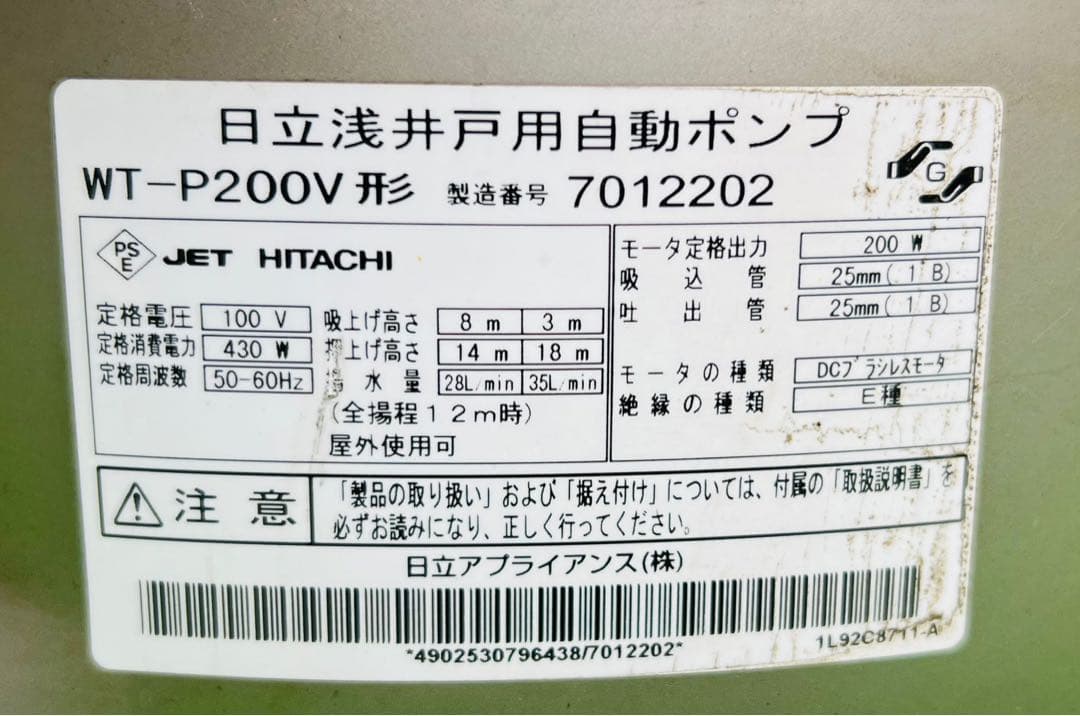 日立浅井戸用自動ポンプ
WT-P200V形 製造番号 7012202
G
PS
E JET HITACHI
定格電圧 100 V
定格消費電力 430 W
定格周波数 50-60Hz
吸上げ高さ 8 m 3 m
押上げ高さ 14 m 18 m
水量 28L/min 35L/min
(全揚程12m時)
屋外使用可
モータ定格出力 200 W
吸込管 25mm(1B)
吐出管 25mm(1B)
モータの種類 DCブラシレスモータ
絶縁の種類 E種
注意
「製品の取り扱い」および「据え付け」については、付属の「取扱説明書」を
必ずお読みになり、正しく行ってください。
日立アプライアンス(株)
*4902530796438/7012202*
1L92C8711-A